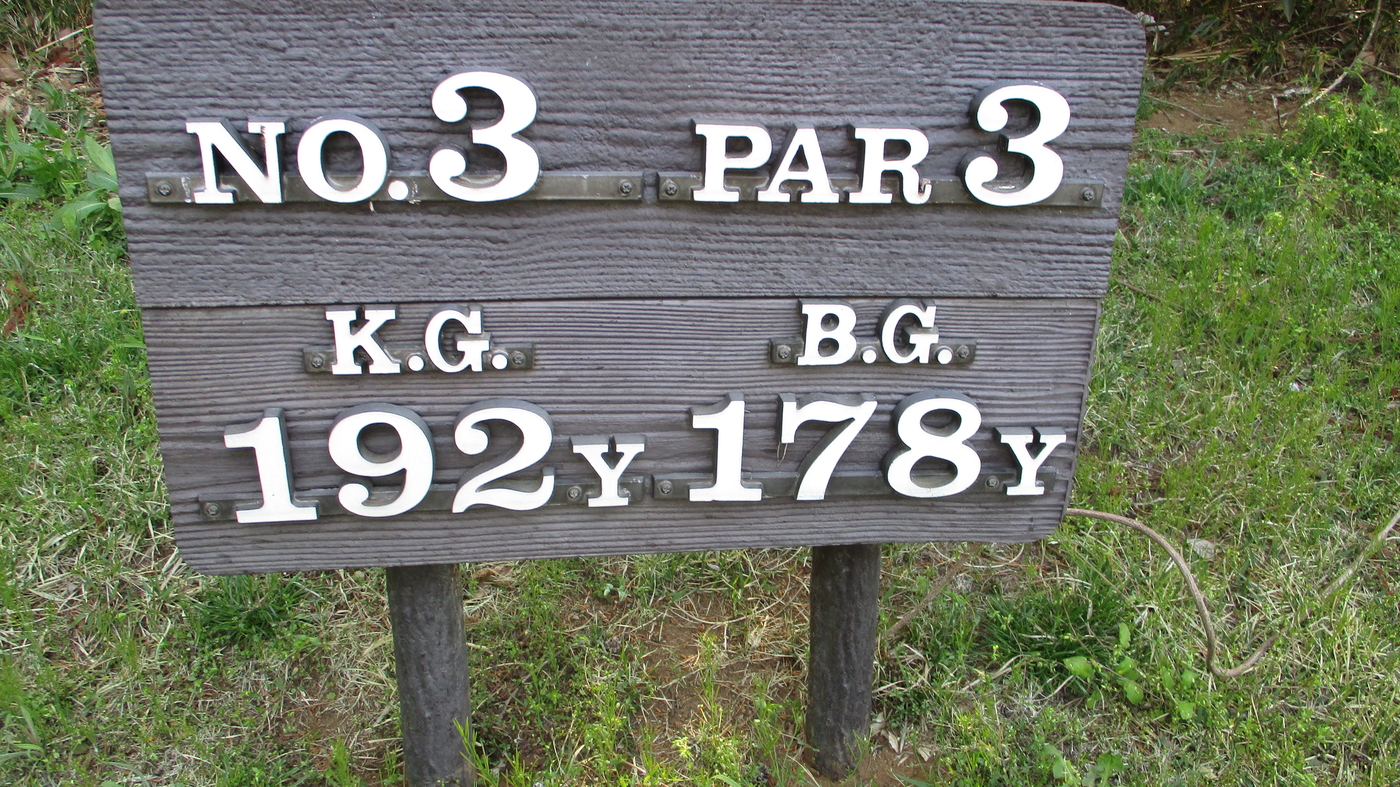 NO.3 PAR 3
K.G. B.G.
192Y 178Y